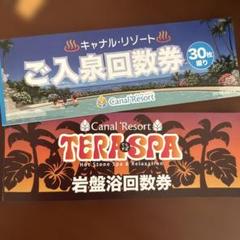 ♨キャナル・リゾート♨
ご入泉回数券
30枚
綴り
Canal Resort
Canal Resort
TERA SPA
Hot Stone Spa & Relaxation
岩盤浴回数券